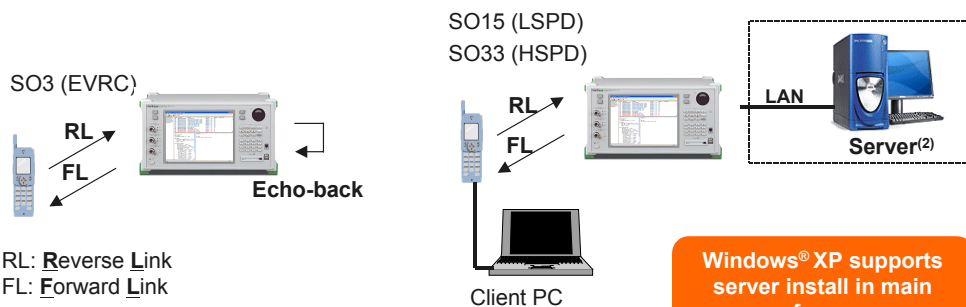 SO3 (EVRC)
RL
FL
Echo-back
RL: Reverse Link
FL: Forward Link
SO15 (LSPD)
SO33 (HSPD)
RL
FL
Client PC
LAN
Server(2)
Windows® XP supports
server install in main